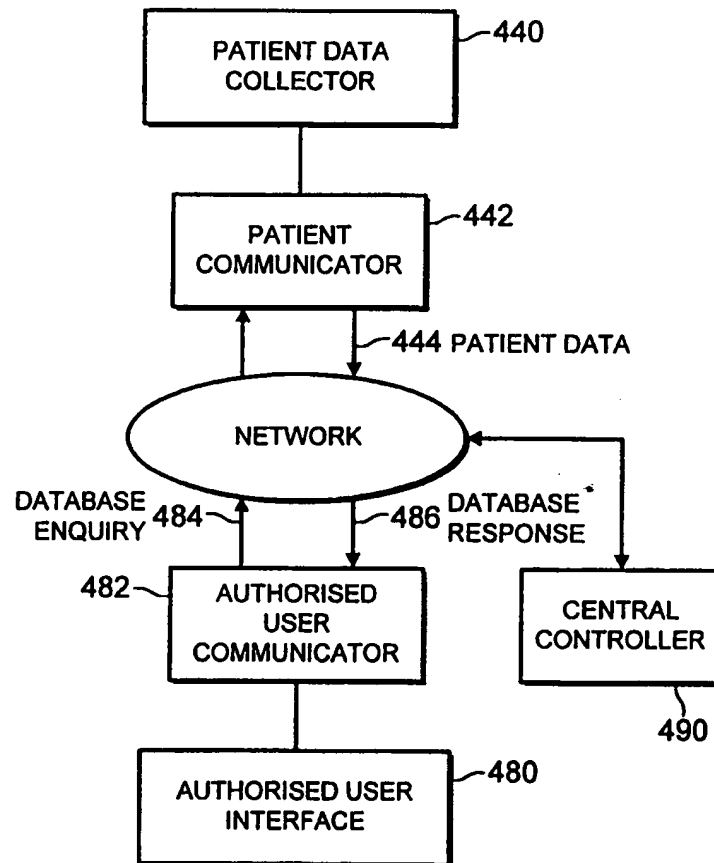 PATIENT DATA
COLLECTOR
440
PATIENT
COMMUNICATOR
442
444 PATIENT DATA
NETWORK
DATABASE
ENQUIRY
484
486
DATABASE
RESPONSE
482
AUTHORISED
USER
COMMUNICATOR
CENTRAL
CONTROLLER
490
AUTHORISED USER
INTERFACE
480